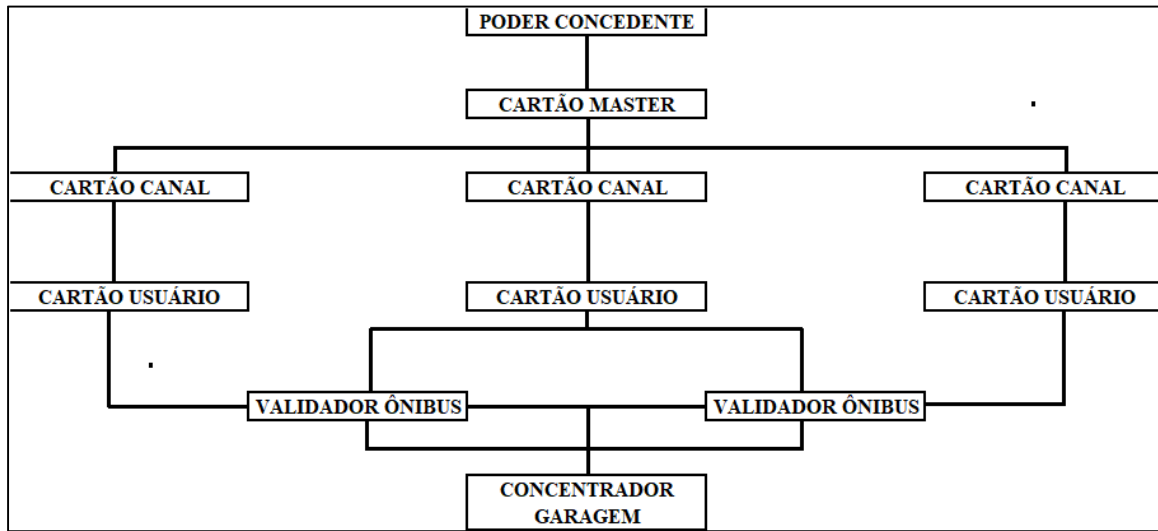 PODER CONCEDENTE
CARTÃO MASTER
CARTÃO CANAL
CARTÃO CANAL
CARTÃO CANAL
CARTÃO USUÁRIO
CARTÃO USUÁRIO
CARTÃO USUÁRIO
VALIDADOR ÔNIBUS
VALIDADOR ÔNIBUS
CONCENTRADOR
GARAGEM